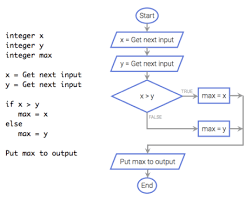 integer x
integer y
integer max
x = Get next input
y = Get next input
if x > y
max = x
else
max = y
Put max to output
Start
x = Get next input
y = Get next input
x > y
TRUE
max = x
FALSE
max = y
Put max to output
End